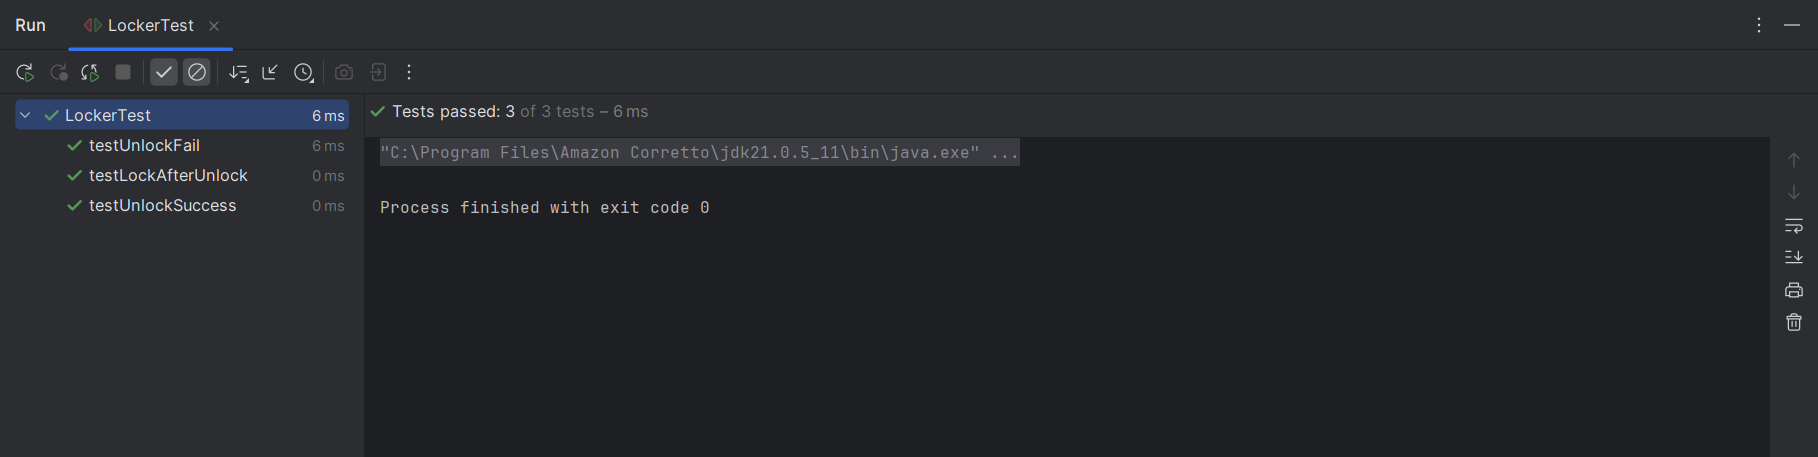 Run LockerTest
LockerTest 6 ms
testUnlockFail 6 ms
testLockAfterUnlock 0 ms
testUnlockSuccess 0 ms
Tests passed: 3 of 3 tests – 6 ms
"C:\Program Files\Amazon Corretto\jdk21.0.5_11\bin\java.exe" ...
Process finished with exit code 0